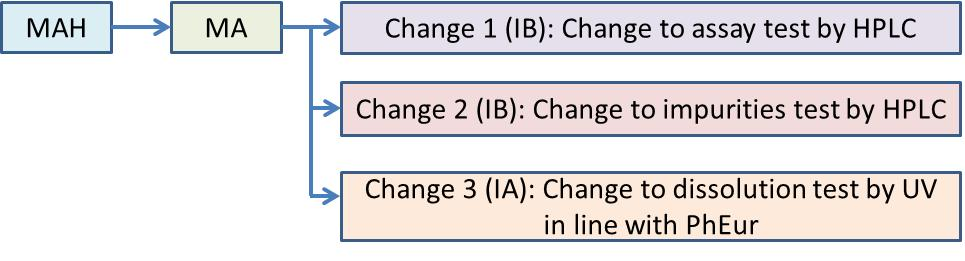 MAH
MA
Change 1 (IB): Change to assay test by HPLC
Change 2 (IB): Change to impurities test by HPLC
Change 3 (IA): Change to dissolution test by UV
in line with PhEur